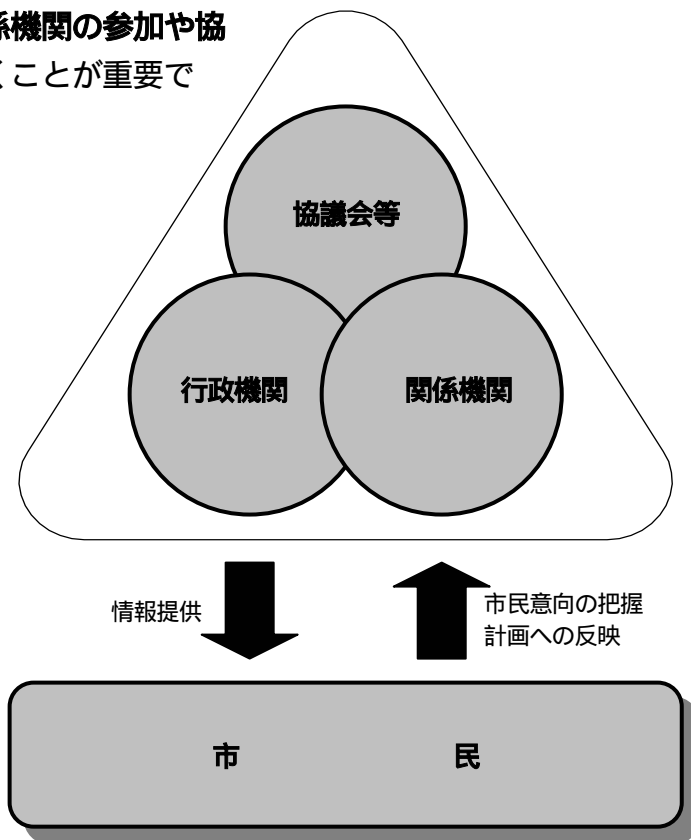 係機関の参加や協
くことが重要で
協議会等
行政機関
関係機関
情報提供
市民意向の把握
計画への反映
市 民